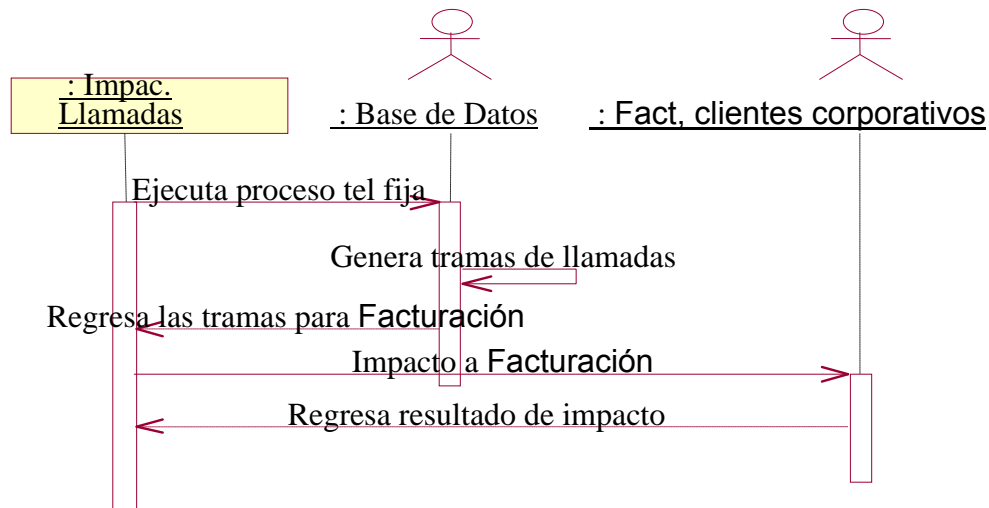 : Impac.
Llamadas
: Base de Datos
: Fact, clientes corporativos
Ejecuta proceso tel fija
Genera tramas de llamadas
Regresa las tramas para Facturación
Impacto a Facturación
Regresa resultado de impacto